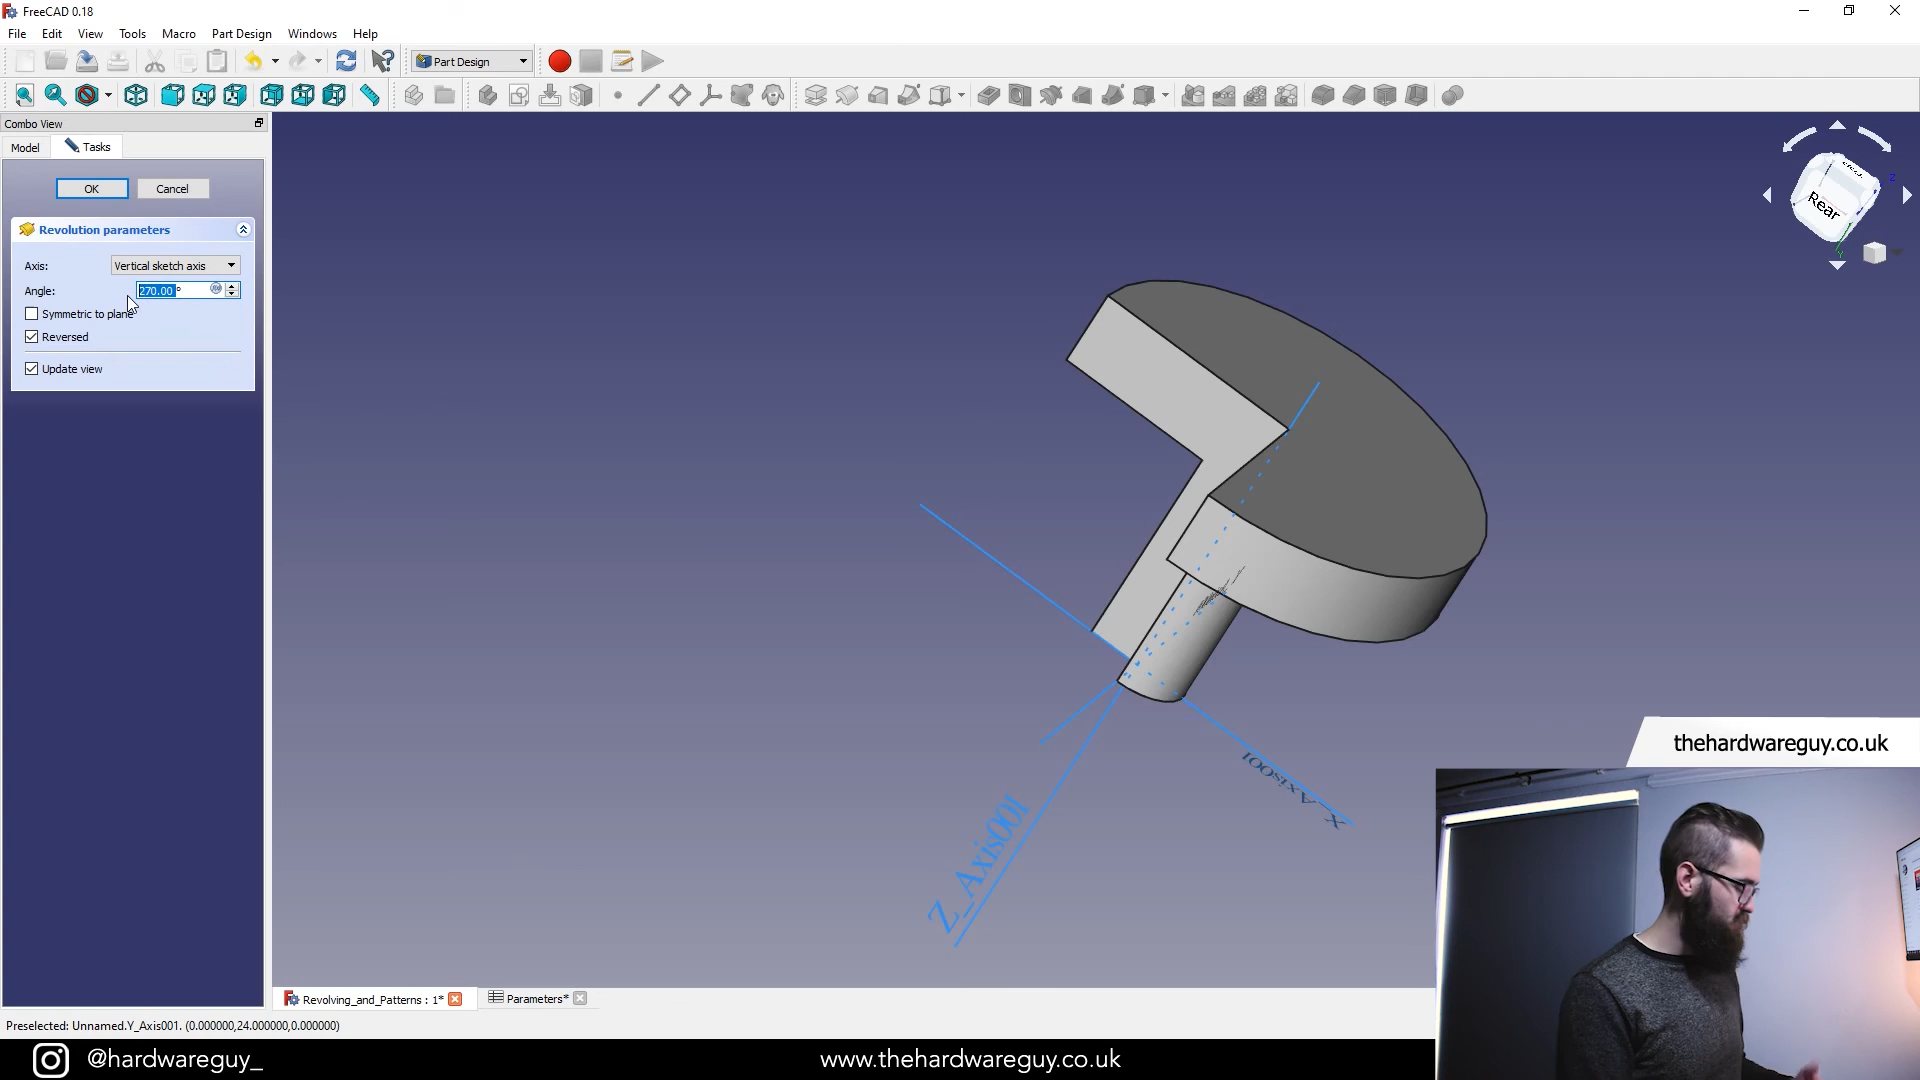 FreeCAD 0.18
File Edit View Tools Macro Part Design Windows Help
Part Design
Combo View
Model Tasks
OK Cancel
Revolution parameters
Axis: Vertical sketch axis
Angle: 270.00 °
Symmetric to plane
Reversed
Update view
Rear
Z
Y
X_Axis001
Z_Axis001
thehardwareguy.co.uk
Revolving_and_Patterns : 1*
Parameters*
Preselected: Unnamed.Y_Axis001. (0.000000,24.000000,0.000000)
@hardwareguy_
www.thehardwareguy.co.uk